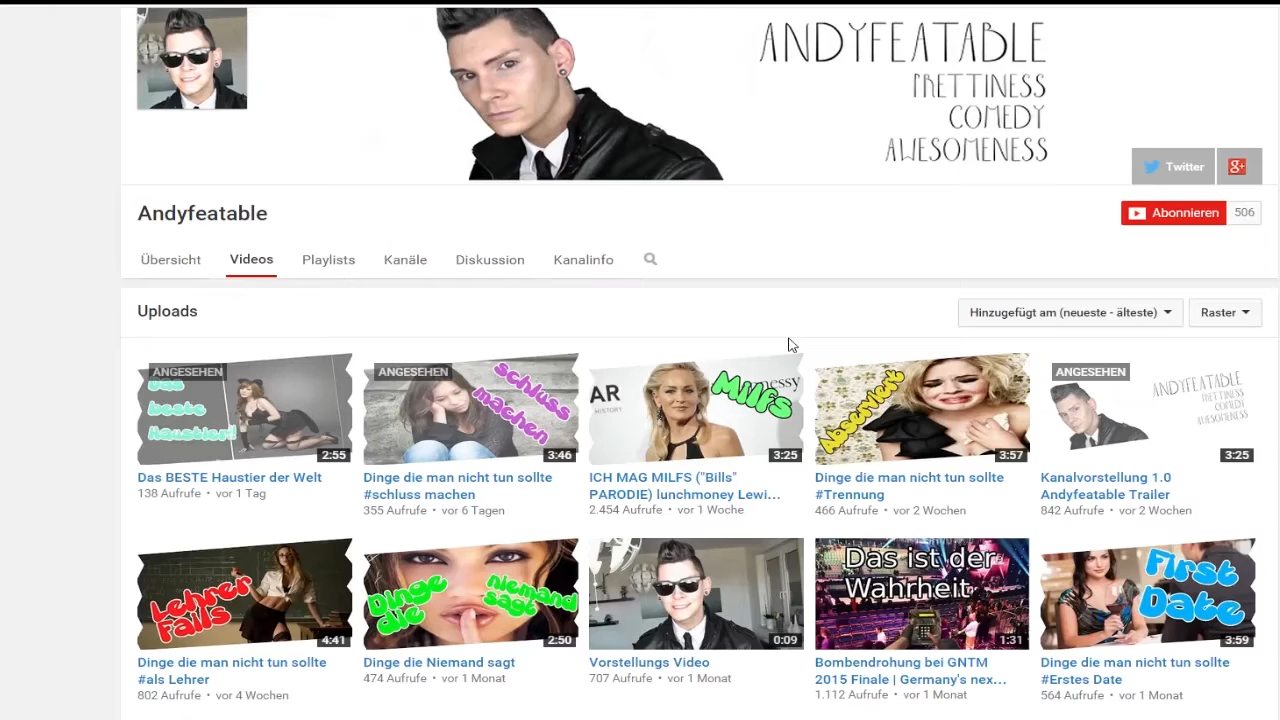 ANDYFEATABLE
PRETTINESS
COMEDY
AWESOMENESS
Twitter
g+
Andyfeatable
Abonnieren 506
Übersicht Videos Playlists Kanäle Diskussion Kanalinfo
Uploads
Hinzugefügt am (neueste - älteste) Raster
ANGESEHEN
Das
beste
Haustier!!
2:55
Das BESTE Haustier der Welt
138 Aufrufe • vor 1 Tag
ANGESEHEN
schluss
machen
3:46
Dinge die man nicht tun sollte
#schluss machen
355 Aufrufe • vor 6 Tagen
AR
HISTORY
Milfs
essy
3:25
ICH MAG MILFS ("Bills"
PARODIE) lunchmoney Lewi...
2.454 Aufrufe • vor 1 Woche
Abserviert
3:57
Dinge die man nicht tun sollte
#Trennung
466 Aufrufe • vor 2 Wochen
ANGESEHEN
ANDYFEATABLE
PRETTINESS
COMEDY
AWESOMENESS
3:25
Kanalvorstellung 1.0
Andyfeatable Trailer
842 Aufrufe • vor 2 Wochen
Lehrer
Fails
4:41
Dinge die man nicht tun sollte
#als Lehrer
802 Aufrufe • vor 4 Wochen
Dinge
die
niemand
sagt
2:50
Dinge die Niemand sagt
474 Aufrufe • vor 1 Monat
0:09
Vorstellungs Video
707 Aufrufe • vor 1 Monat
Das ist der
Wahrheit
1:31
Bombendrohung bei GNTM
2015 Finale | Germany's nex...
1.112 Aufrufe • vor 1 Monat
First
Date
3:59
Dinge die man nicht tun sollte
#Erstes Date
564 Aufrufe • vor 1 Monat